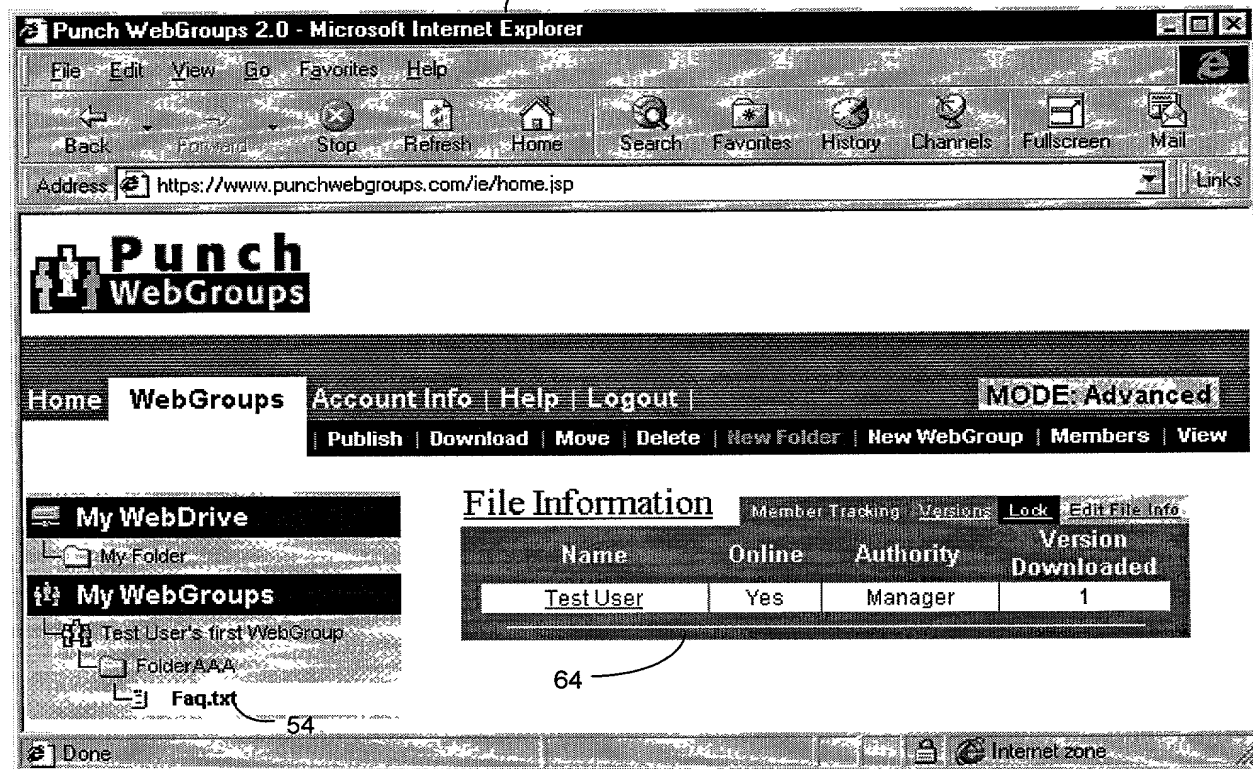 Punch WebGroups 2.0 - Microsoft Internet Explorer
File Edit View Go Favorites Help
Back Forward Stop Refresh Home Search Favorites History Channels Fullscreen Mail
Address https://www.punchwebgroups.com/ie/home.jsp Links
Punch
WebGroups
Home WebGroups Account Info | Help | Logout | MODE: Advanced
| Publish | Download | Move | Delete | New Folder | New WebGroup | Members | View
My WebDrive
My Folder
My WebGroups
Test User's first WebGroup
FolderAAA
Faq.txt
54
File Information Member Tracking Versions Lock Edit File Info
Name Online Authority Version Downloaded
Test User Yes Manager 1
64
Done Internet zone